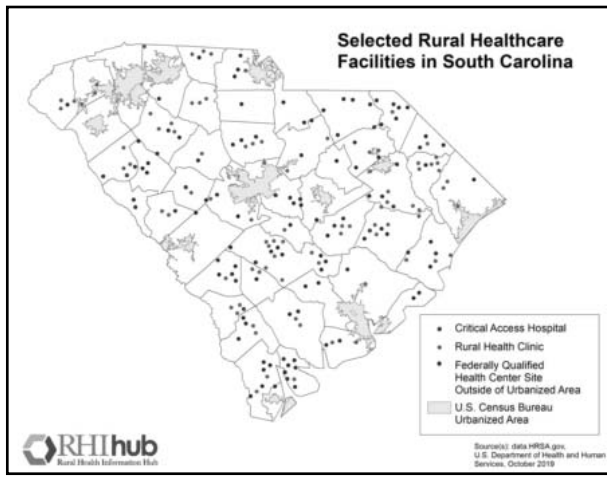 Selected Rural Healthcare
Facilities in South Carolina
Critical Access Hospital
Rural Health Clinic
Federally Qualified
Health Center Site
Outside of Urbanized Area
U.S. Census Bureau
Urbanized Area
RHIhub
Rural Health Information Hub
Source(s): data.HRSA.gov,
U.S. Department of Health and Human
Services, October 2019